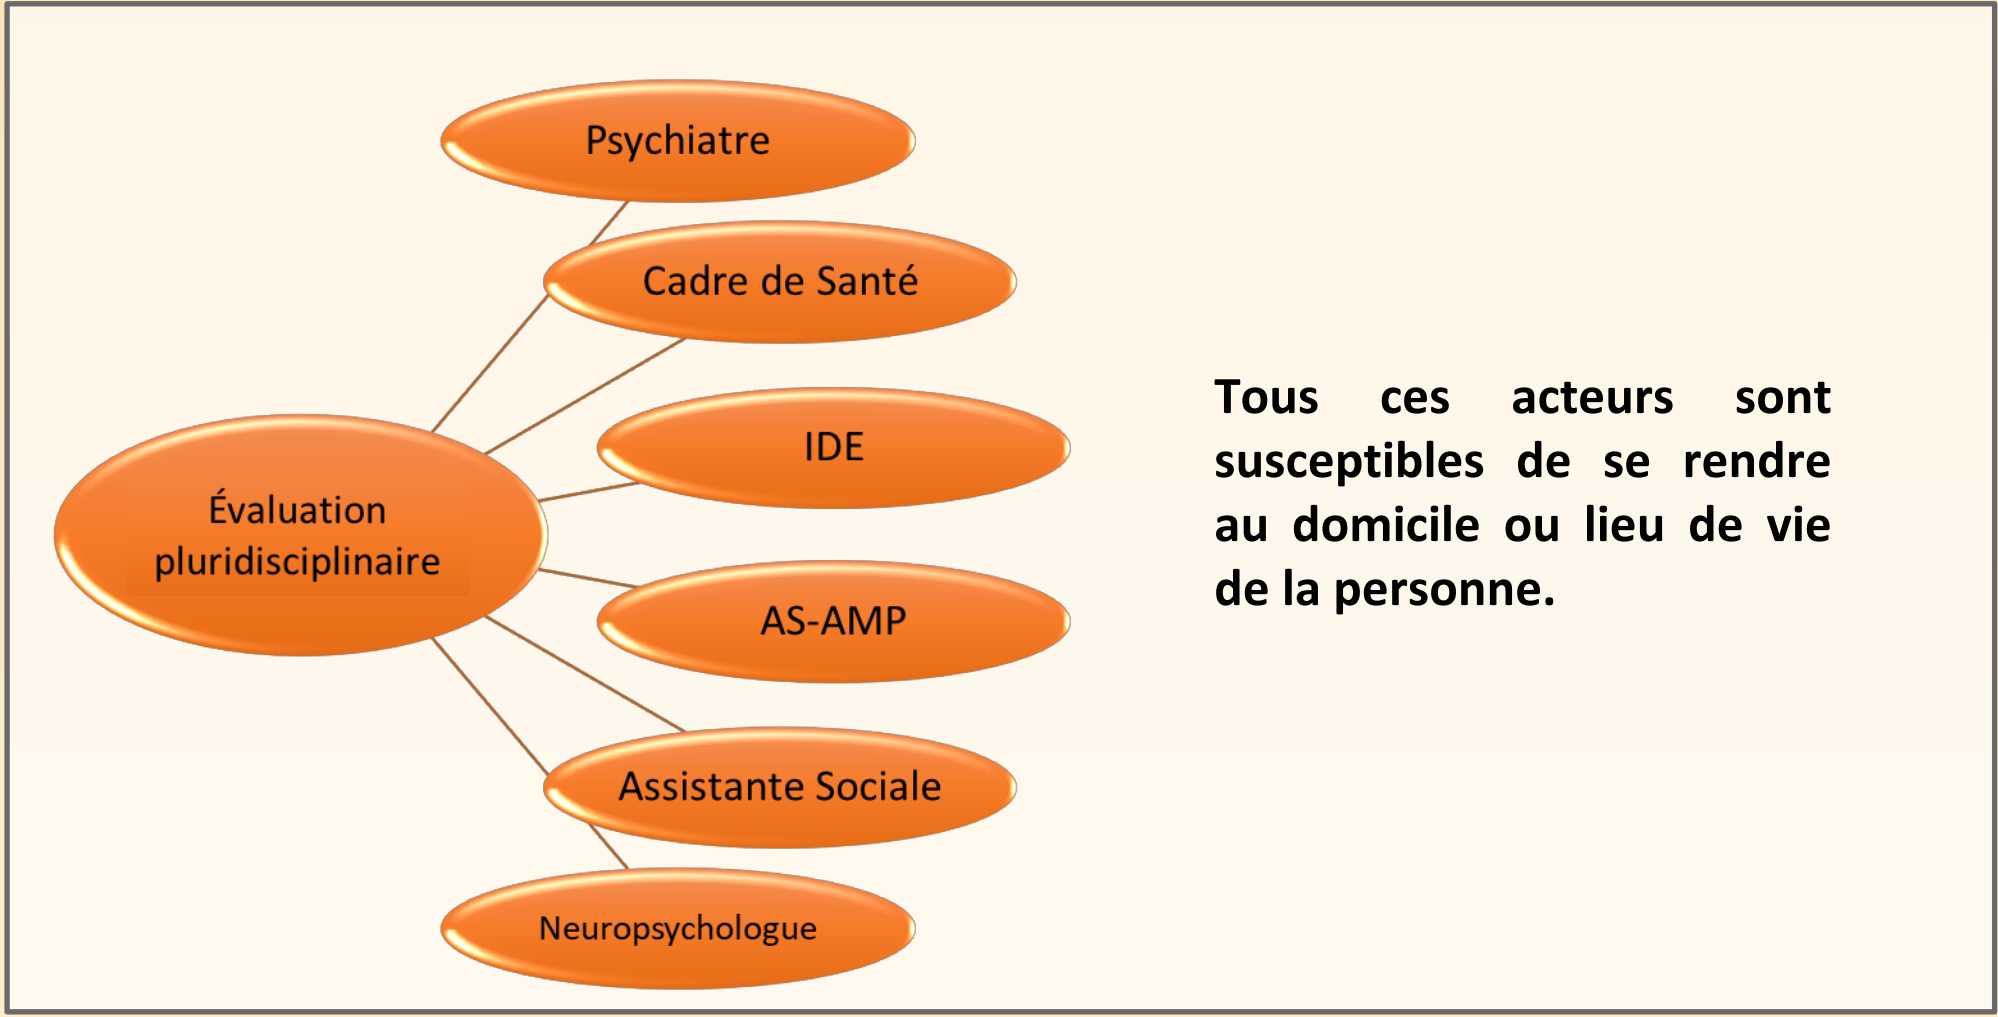 Psychiatre
Cadre de Santé
IDE
Évaluation
pluridisciplinaire
AS-AMP
Assistante Sociale
Neuropsychologue
Tous ces acteurs sont
susceptibles de se rendre
au domicile ou lieu de vie
de la personne.